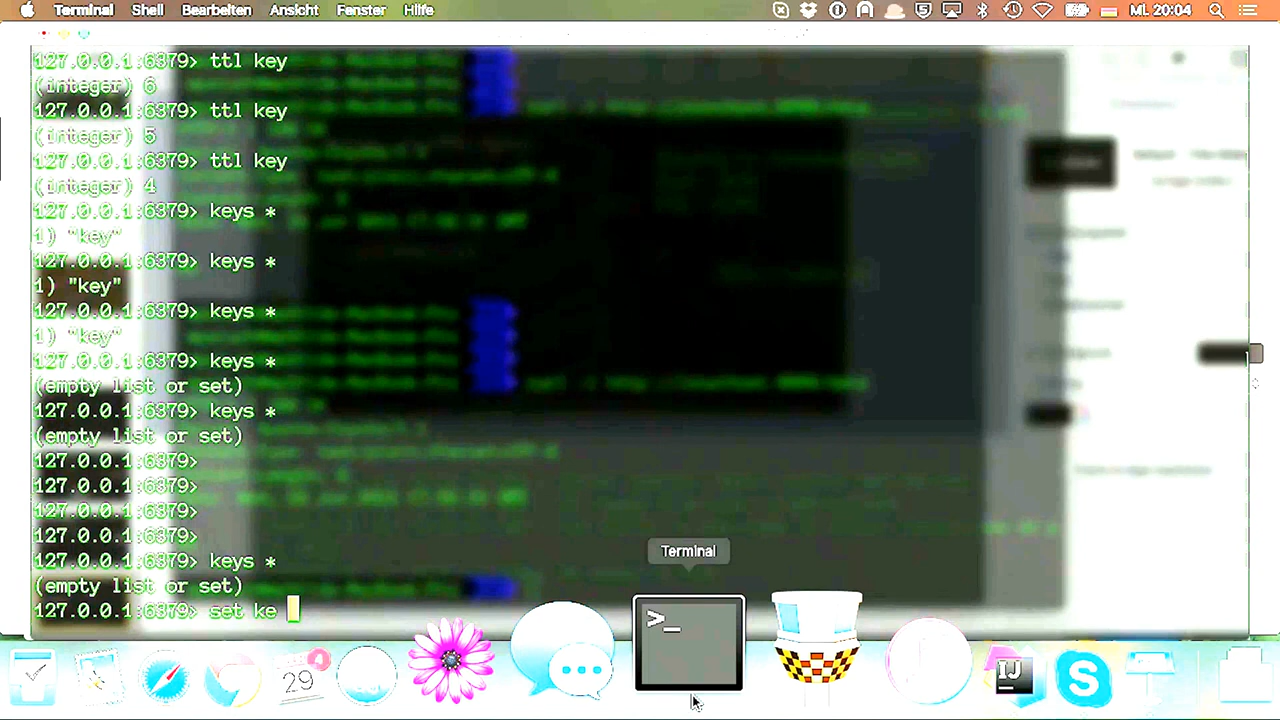 Terminal Shell Bearbeiten Ansicht Fenster Hilfe Mi. 20:04
127.0.0.1:6379> ttl key
(integer) 6
127.0.0.1:6379> ttl key
(integer) 5
127.0.0.1:6379> ttl key
(integer) 4
127.0.0.1:6379> keys *
1) "key"
127.0.0.1:6379> keys *
1) "key"
127.0.0.1:6379> keys *
1) "key"
127.0.0.1:6379> keys *
(empty list or set)
127.0.0.1:6379> keys *
(empty list or set)
127.0.0.1:6379>
127.0.0.1:6379>
127.0.0.1:6379>
127.0.0.1:6379>
127.0.0.1:6379> keys *
(empty list or set)
127.0.0.1:6379> set ke
Terminal
>_
29
IJ